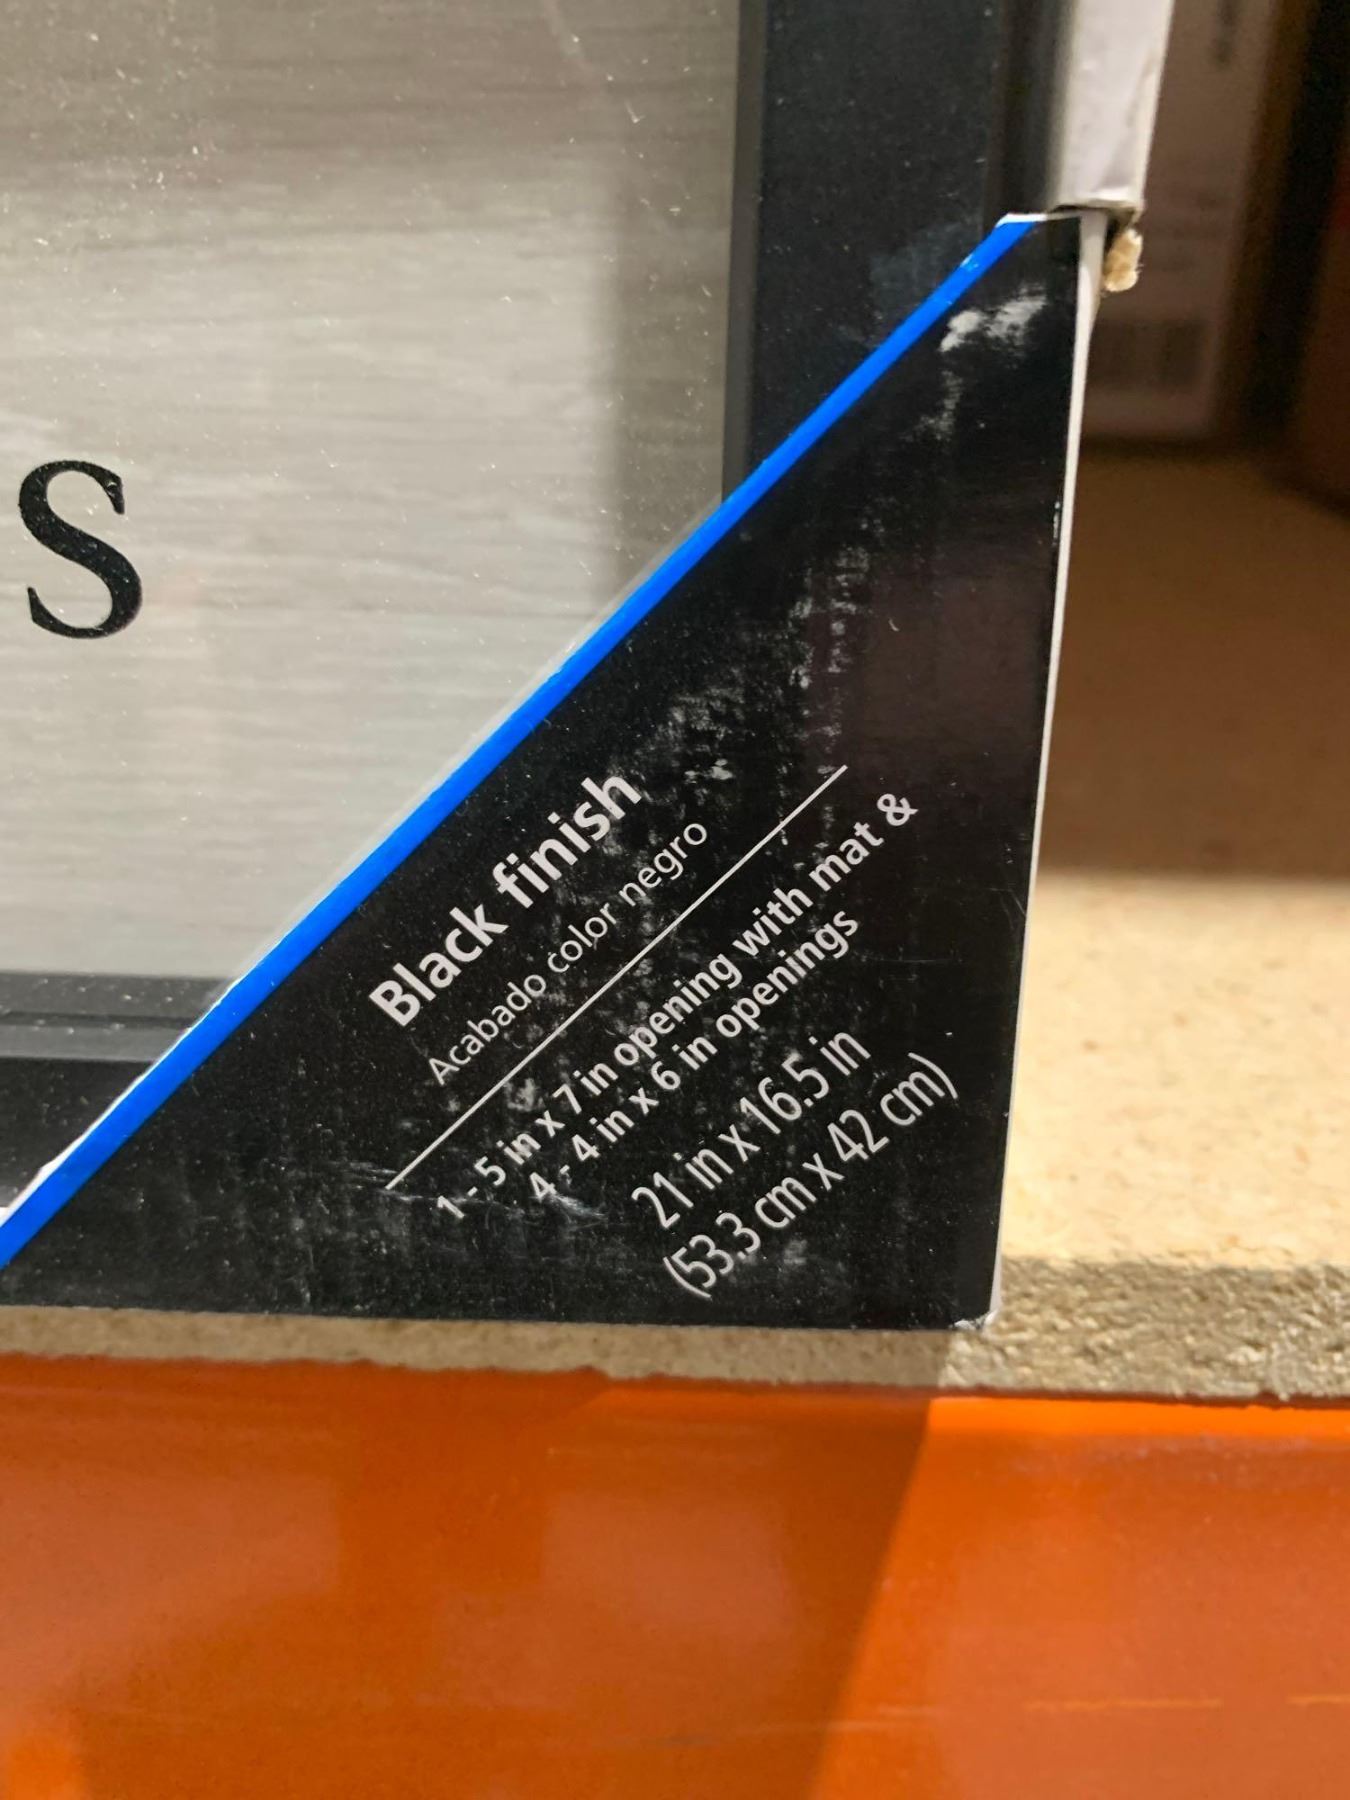 S
Black finish
Acabado color negro
1 - 5 in x 7 in opening with mat &
4 - 4 in x 6 in openings
21 in x 16.5 in
(53.3 cm x 42 cm)